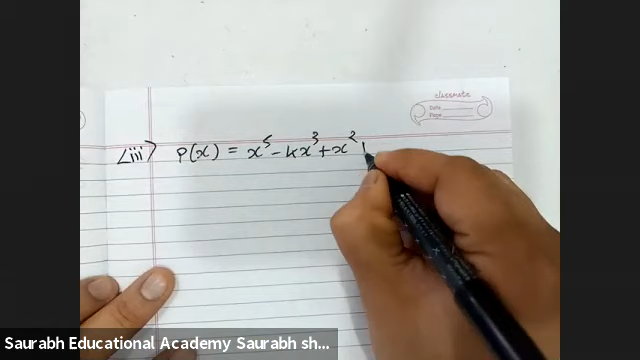 classmate
Date
Page
<iii> P(x) = x⁵ - kx³ + x²
Saurabh Educational Academy Saurabh sh...